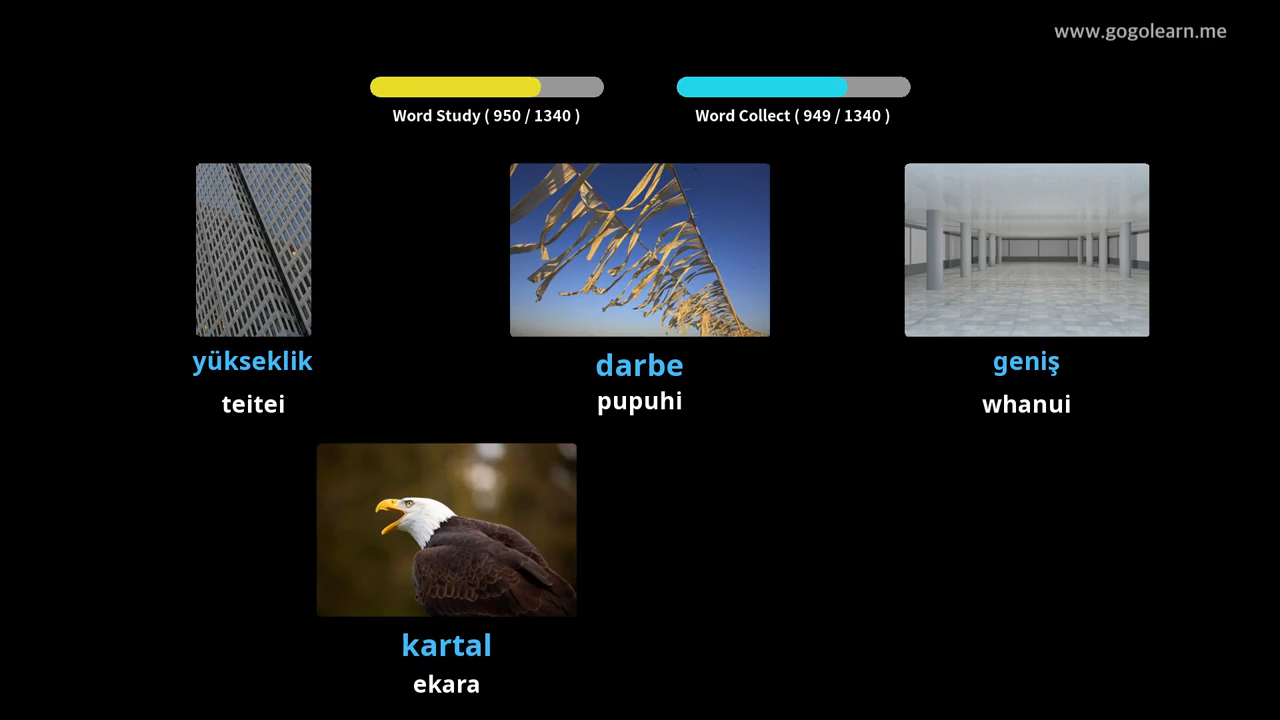 www.gogolearn.me
Word Study ( 950 / 1340 )
Word Collect ( 949 / 1340 )
yükseklik
teitei
darbe
pupuhi
geniş
whanui
kartal
ekara